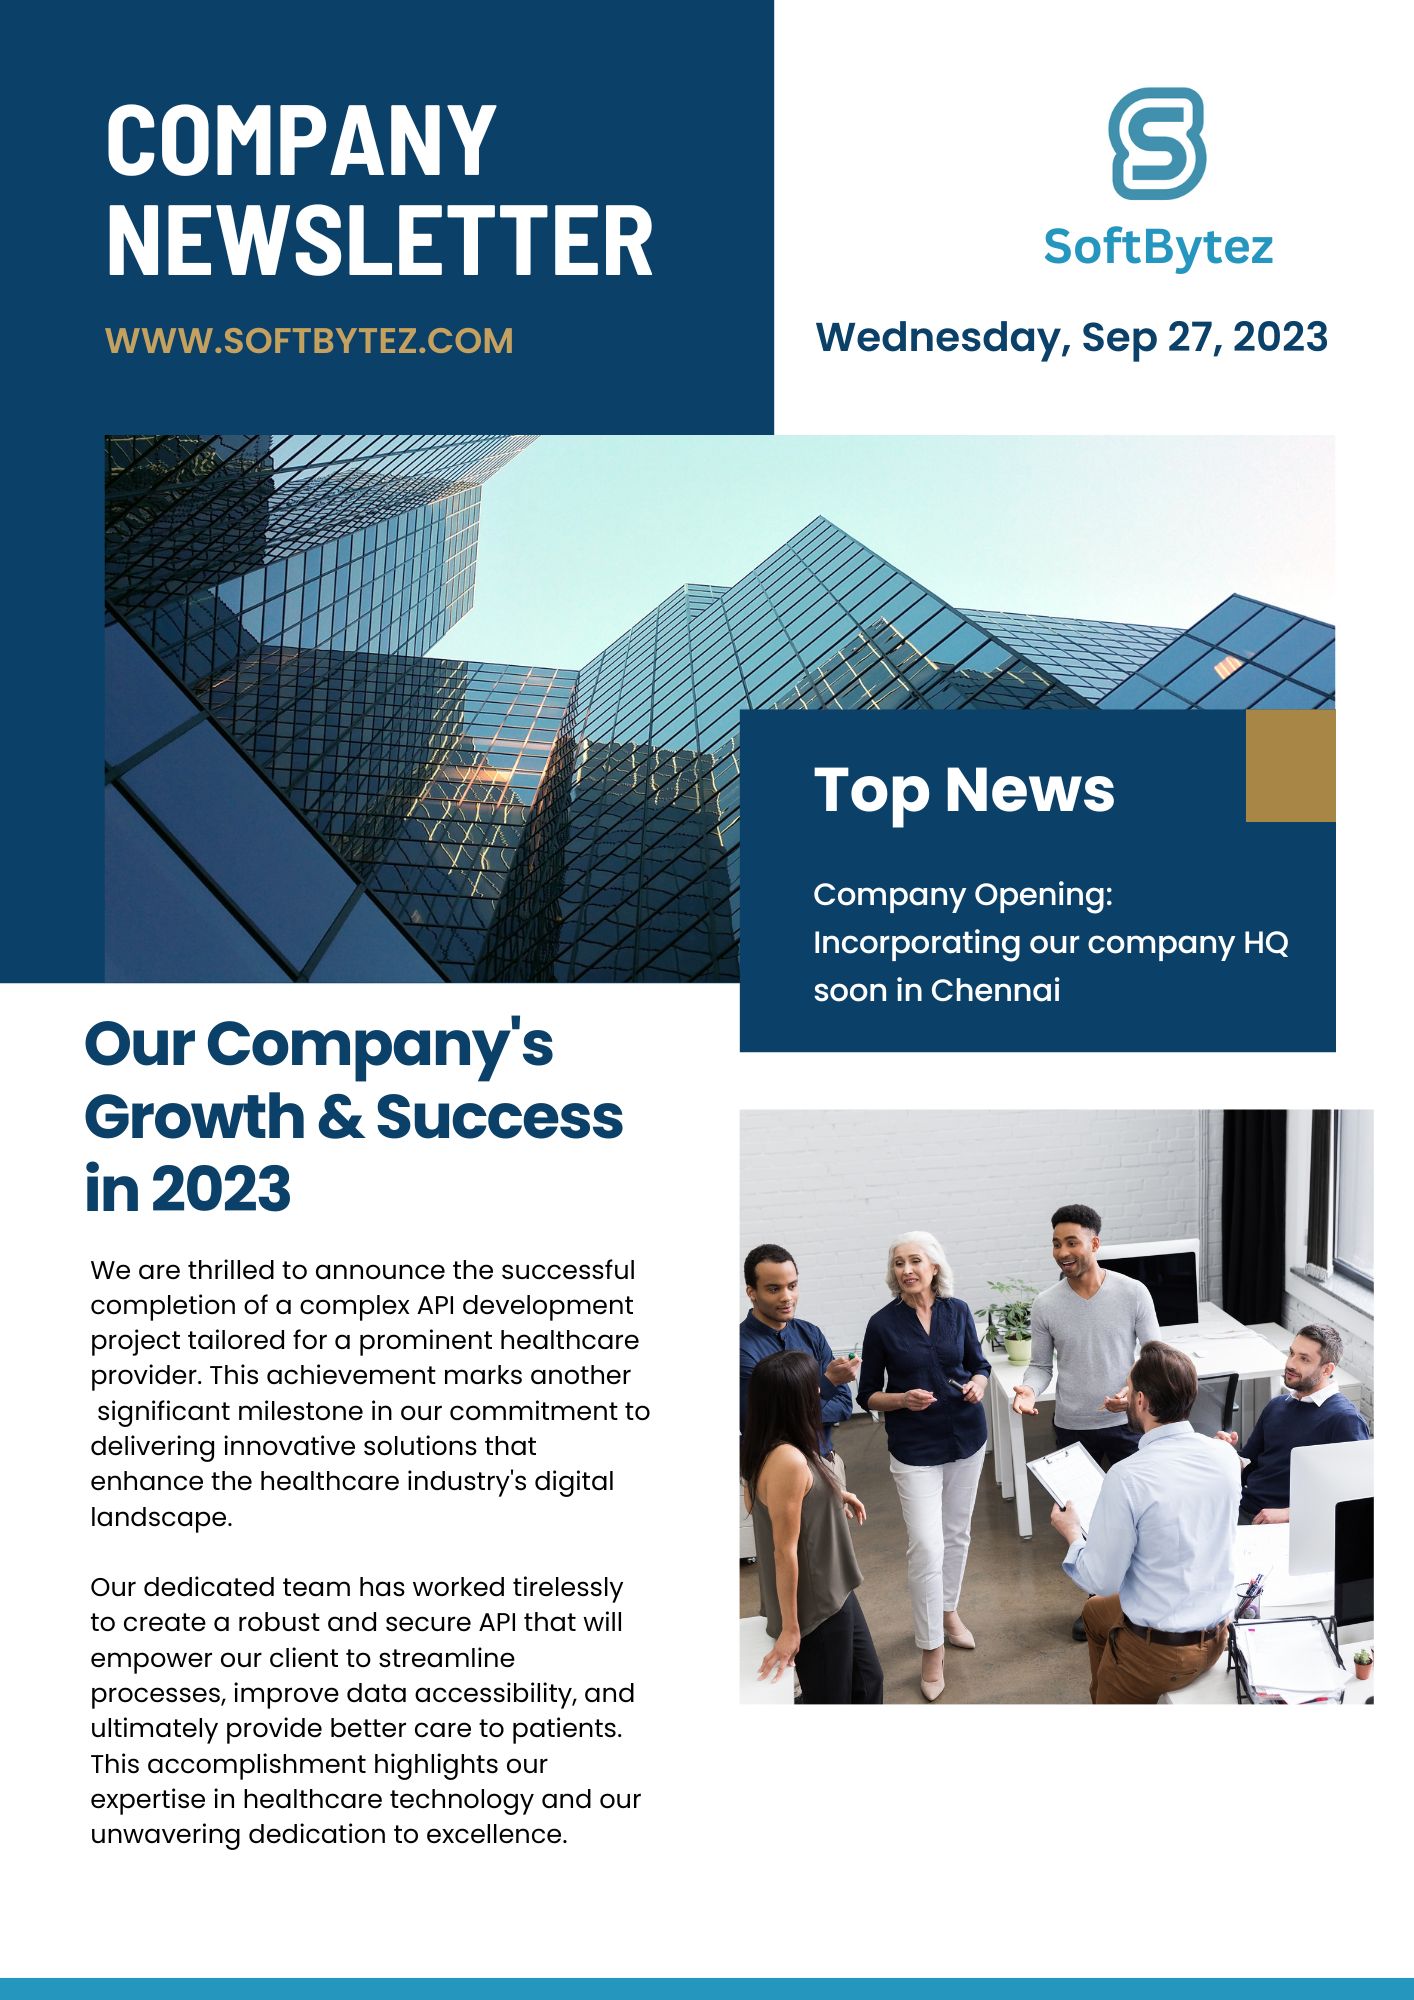 COMPANY
NEWSLETTER
WWW.SOFTBYTEZ.COM
S
SoftBytez
Wednesday, Sep 27, 2023
Top News
Company Opening:
Incorporating our company HQ
soon in Chennai
Our Company's
Growth & Success
in 2023
We are thrilled to announce the successful
completion of a complex API development
project tailored for a prominent healthcare
provider. This achievement marks another
significant milestone in our commitment to
delivering innovative solutions that
enhance the healthcare industry's digital
landscape.
Our dedicated team has worked tirelessly
to create a robust and secure API that will
empower our client to streamline
processes, improve data accessibility, and
ultimately provide better care to patients.
This accomplishment highlights our
expertise in healthcare technology and our
unwavering dedication to excellence.